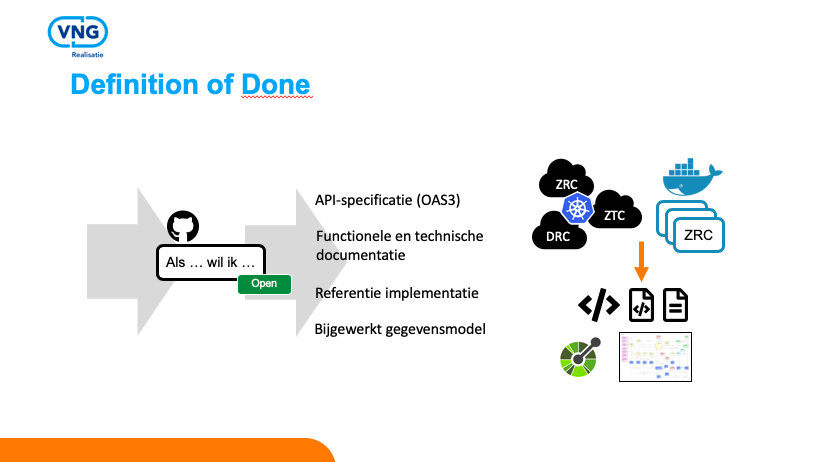 VNG
Realisatie
Definition of Done
Als … wil ik …
Open
API-specificatie (OAS3)
Functionele en technische
documentatie
Referentie implementatie
Bijgewerkt gegevensmodel
ZRC
ZTC
DRC
ZRC